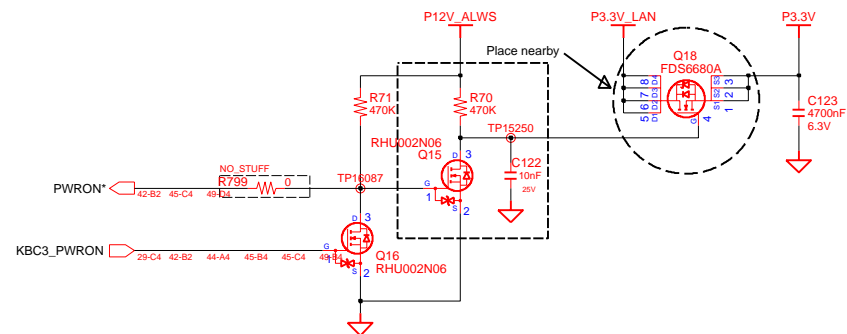 P12V_ALWS
P3.3V_LAN
P3.3V
Place nearby
Q18
FDS6680A
8 D4
7 D3
6 D2
5 D1
S3 3
S2 2
S1 1
G 4
C123
4700nF
6.3V
R71
470K
R70
470K
TP15250
RHU002N06
Q15
D 3
G 1
S 2
C122
10nF
25V
NO_STUFF
R799 0
TP16087
PWRON*
42-B2 45-C4 49-D4
D 3
G 1
S 2
Q16
RHU002N06
KBC3_PWRON
29-C4 42-B2 44-A4 45-B4 45-C4 49-B4